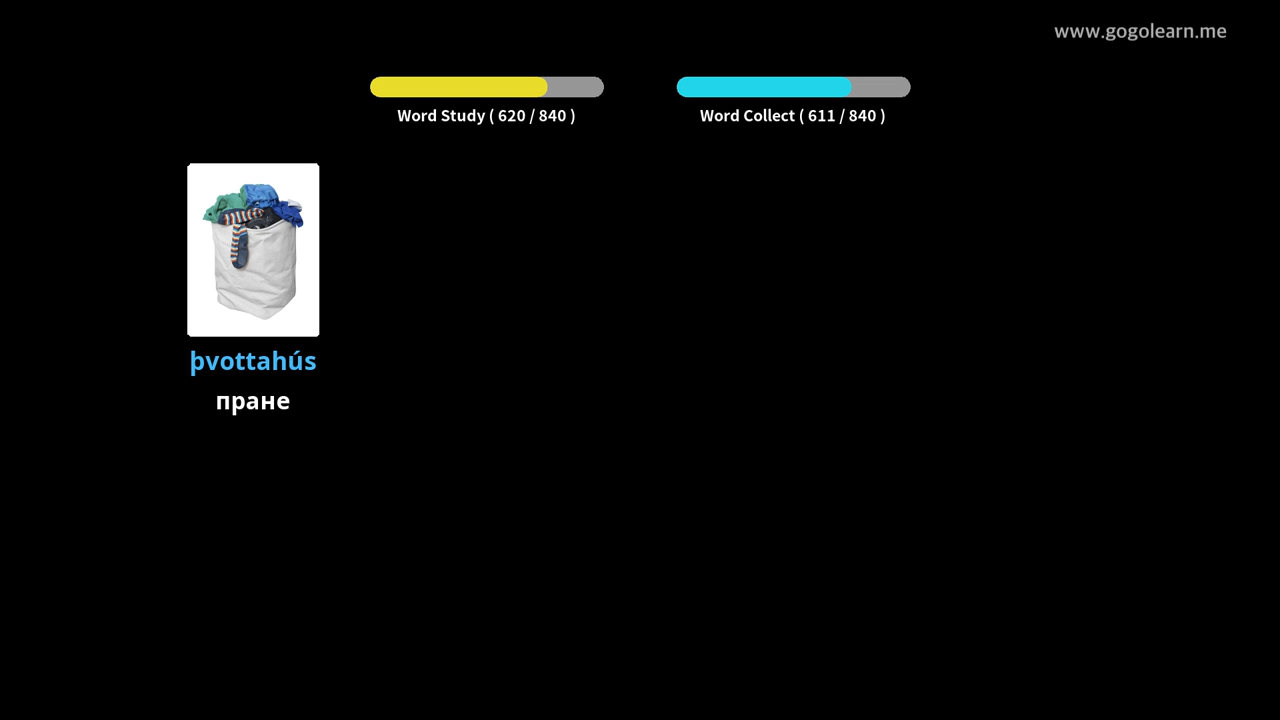 www.gogolearn.me
Word Study ( 620 / 840 )
Word Collect ( 611 / 840 )
þvottahús
пране